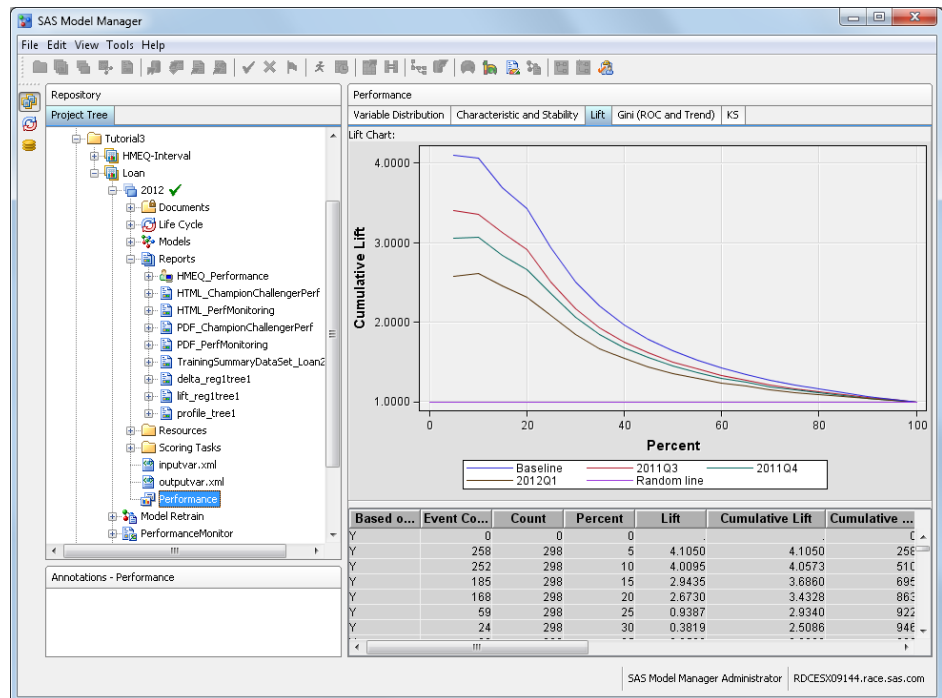 SAS Model Manager
File Edit View Tools Help
Repository
Project Tree
Tutorial3
HMEQ-Interval
Loan
2012
Documents
Life Cycle
Models
Reports
HMEQ_Performance
HTML_ChampionChallengerPerf
HTML_PerfMonitoring
PDF_ChampionChallengerPerf
PDF_PerfMonitoring
TrainingSummaryDataSet_Loan2
delta_reg1tree1
lift_reg1tree1
profile_tree1
Resources
Scoring Tasks
inputvar.xml
outputvar.xml
Performance
Model Retrain
PerformanceMonitor
Annotations - Performance
Performance
Variable Distribution Characteristic and Stability Lift Gini (ROC and Trend) KS
Lift Chart:
Cumulative Lift
4.0000
3.0000
2.0000
1.0000
0 20 40 60 80 100
Percent
Baseline 2011Q3 2011Q4
2012Q1 Random line
Based o... Event Co... Count Percent Lift Cumulative Lift Cumulative ...
Y 0 0 0 . .
Y 258 298 5 4.1050 4.1050 258
Y 252 298 10 4.0095 4.0573 510
Y 185 298 15 2.9435 3.6860 695
Y 168 298 20 2.6730 3.4328 863
Y 59 298 25 0.9387 2.9340 922
Y 24 298 30 0.3819 2.5086 946
SAS Model Manager Administrator RDCESX09144.race.sas.com